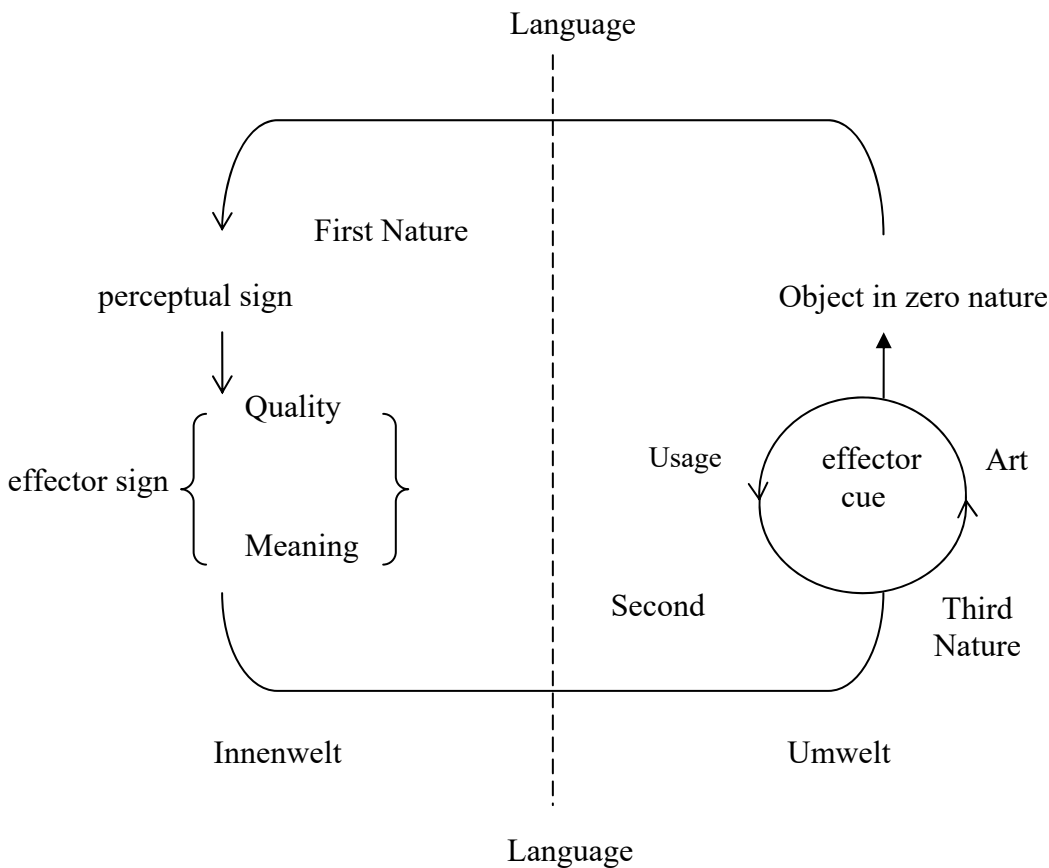 Language
First Nature
perceptual sign
Object in zero nature
Quality
effector sign
Meaning
Usage
effector
cue
Art
Second
Third
Nature
Innenwelt
Umwelt
Language